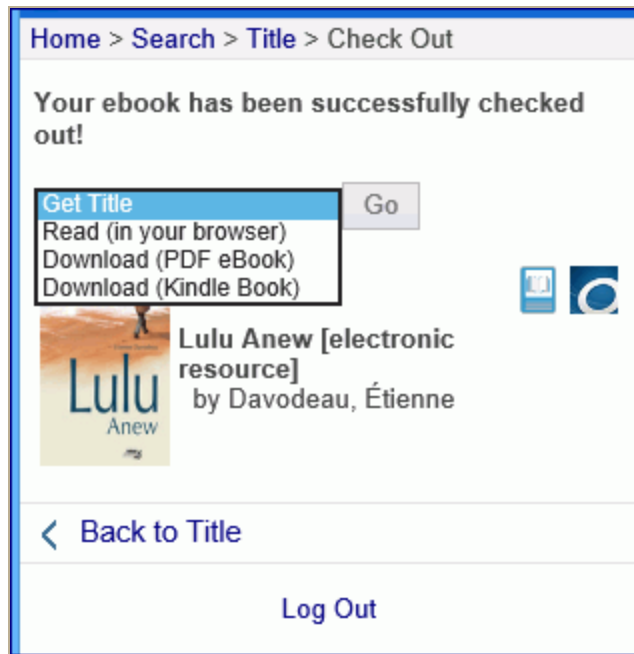 Home > Search > Title > Check Out
Your ebook has been successfully checked
out!
Get Title
Go
Read (in your browser)
Download (PDF eBook)
Download (Kindle Book)
Lulu Anew [electronic
resource]
by Davodeau, Étienne
Lulu
Anew
Back to Title
Log Out